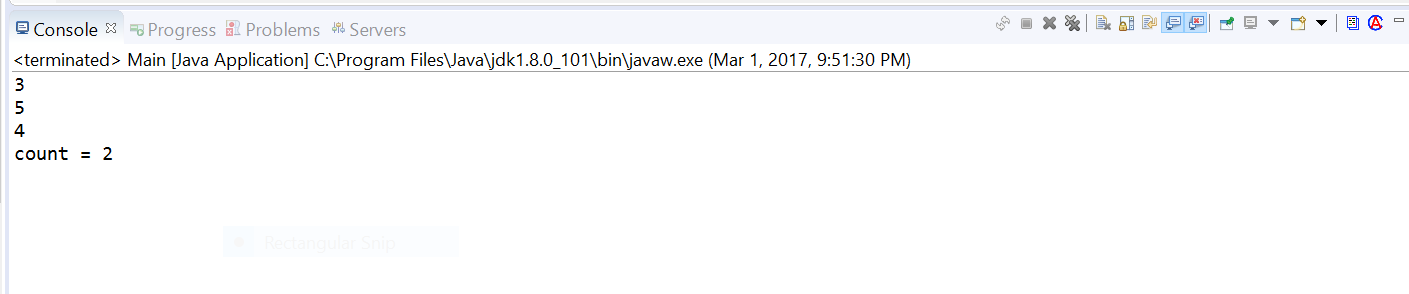 Console Progress Problems Servers
<terminated> Main [Java Application] C:\Program Files\Java\jdk1.8.0_101\bin\javaw.exe (Mar 1, 2017, 9:51:30 PM)
3
5
4
count = 2
Rectangular Snip